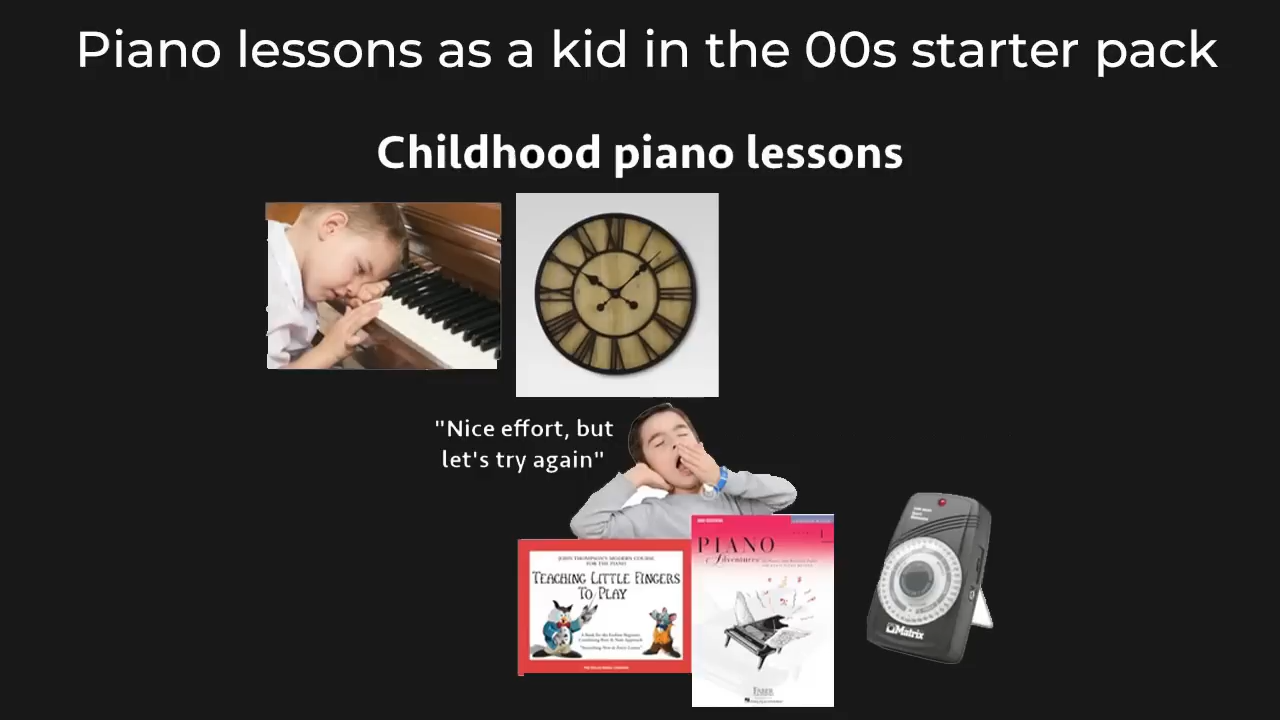 Piano lessons as a kid in the 00s starter pack
Childhood piano lessons
"Nice effort, but
let's try again"
JOHN THOMPSON'S MODERN COURSE
FOR THE PIANO
TEACHING LITTLE FINGERS
TO PLAY
PIANO
Adventures
1
FABER
Matrix